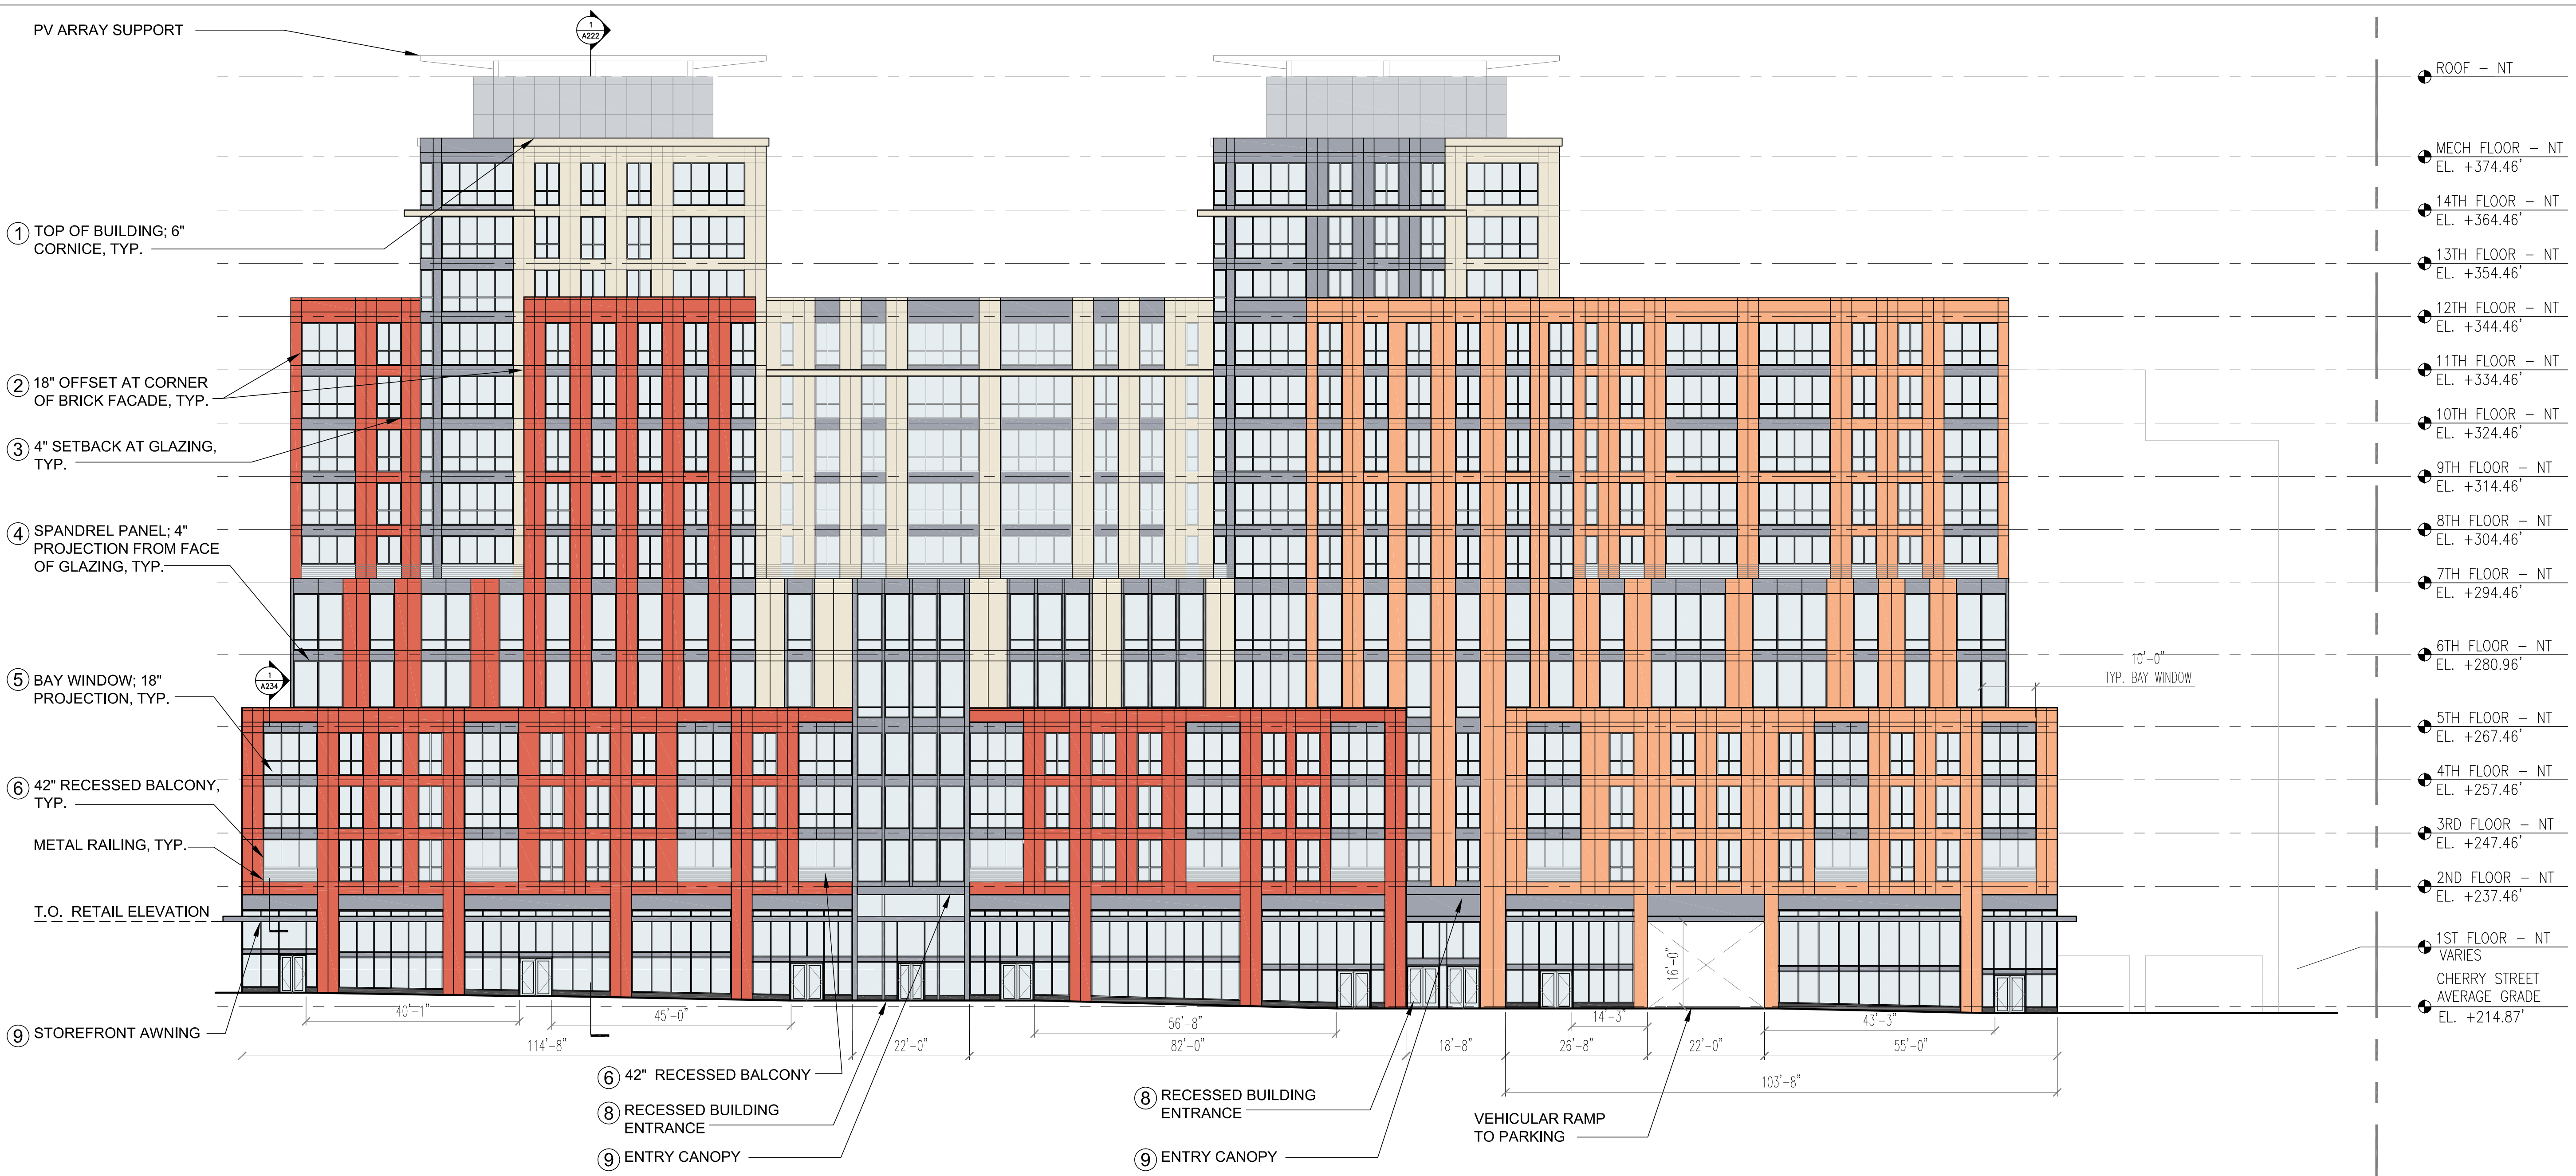 PV ARRAY SUPPORT
1
A222
① TOP OF BUILDING; 6"
CORNICE, TYP.
② 18" OFFSET AT CORNER
OF BRICK FACADE, TYP.
③ 4" SETBACK AT GLAZING,
TYP.
④ SPANDREL PANEL; 4"
PROJECTION FROM FACE
OF GLAZING, TYP.
⑤ BAY WINDOW; 18"
PROJECTION, TYP.
1
A234
⑥ 42" RECESSED BALCONY,
TYP.
METAL RAILING, TYP.
T.O. RETAIL ELEVATION
⑨ STOREFRONT AWNING
ROOF – NT
MECH FLOOR – NT
EL. +374.46'
14TH FLOOR – NT
EL. +364.46'
13TH FLOOR – NT
EL. +354.46'
12TH FLOOR – NT
EL. +344.46'
11TH FLOOR – NT
EL. +334.46'
10TH FLOOR – NT
EL. +324.46'
9TH FLOOR – NT
EL. +314.46'
8TH FLOOR – NT
EL. +304.46'
7TH FLOOR – NT
EL. +294.46'
6TH FLOOR – NT
EL. +280.96'
10'-0"
TYP. BAY WINDOW
5TH FLOOR – NT
EL. +267.46'
4TH FLOOR – NT
EL. +257.46'
3RD FLOOR – NT
EL. +247.46'
2ND FLOOR – NT
EL. +237.46'
1ST FLOOR – NT
VARIES
CHERRY STREET
AVERAGE GRADE
EL. +214.87'
16'-0"
40'-1"
45'-0"
56'-8"
14'-3"
43'-3"
114'-8"
22'-0"
82'-0"
18'-8"
26'-8"
22'-0"
55'-0"
103'-8"
⑥ 42" RECESSED BALCONY
⑧ RECESSED BUILDING
ENTRANCE
⑨ ENTRY CANOPY
⑧ RECESSED BUILDING
ENTRANCE
⑨ ENTRY CANOPY
VEHICULAR RAMP
TO PARKING